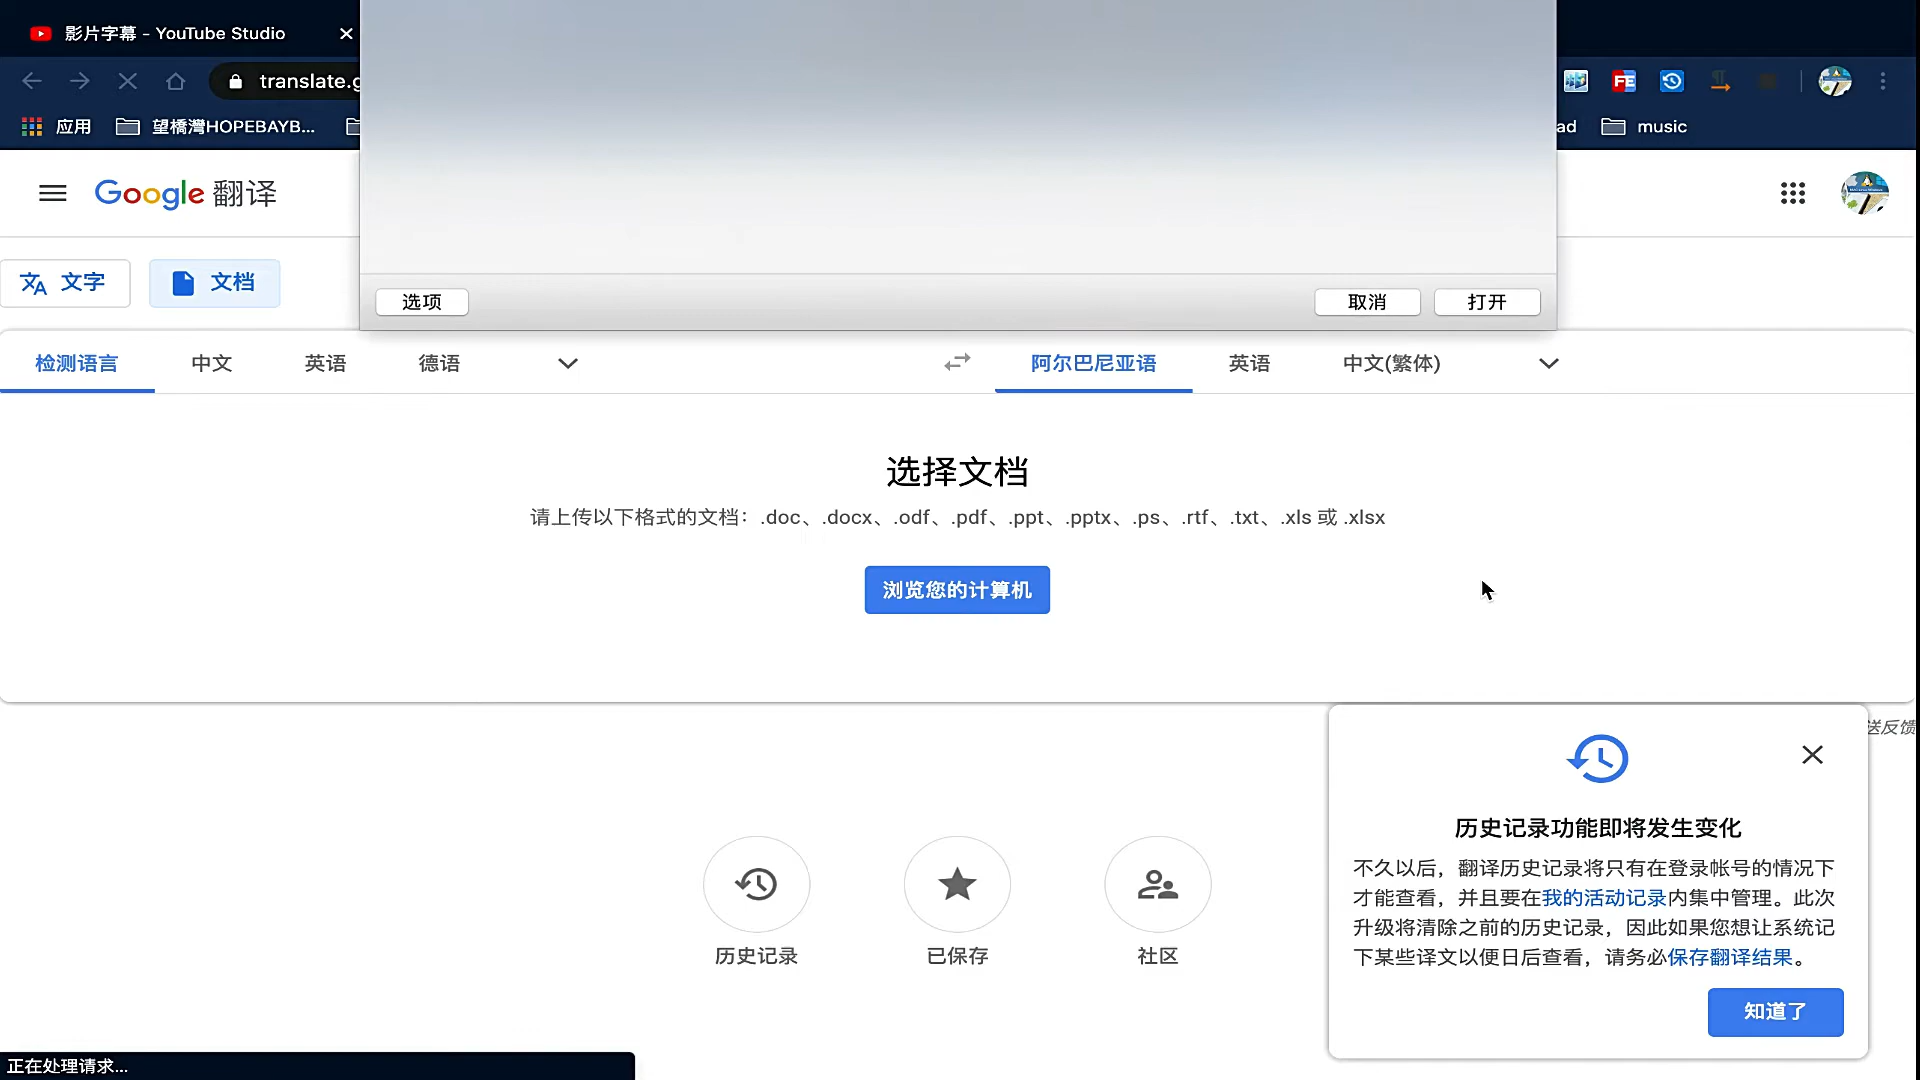 影片字幕 - YouTube Studio
translate.g
FE
应用
望橋灣HOPEBAYB...
ad
music
Google 翻译
文字
文档
选项
取消
打开
检测语言
中文
英语
德语
阿尔巴尼亚语
英语
中文(繁体)
选择文档
请上传以下格式的文档：.doc、.docx、.odf、.pdf、.ppt、.pptx、.ps、.rtf、.txt、.xls 或 .xlsx
浏览您的计算机
送反馈
历史记录功能即将发生变化
不久以后，翻译历史记录将只有在登录帐号的情况下
才能查看，并且要在我的活动记录内集中管理。此次
升级将清除之前的历史记录，因此如果您想让系统记
下某些译文以便日后查看，请务必保存翻译结果。
知道了
历史记录
已保存
社区
正在处理请求...